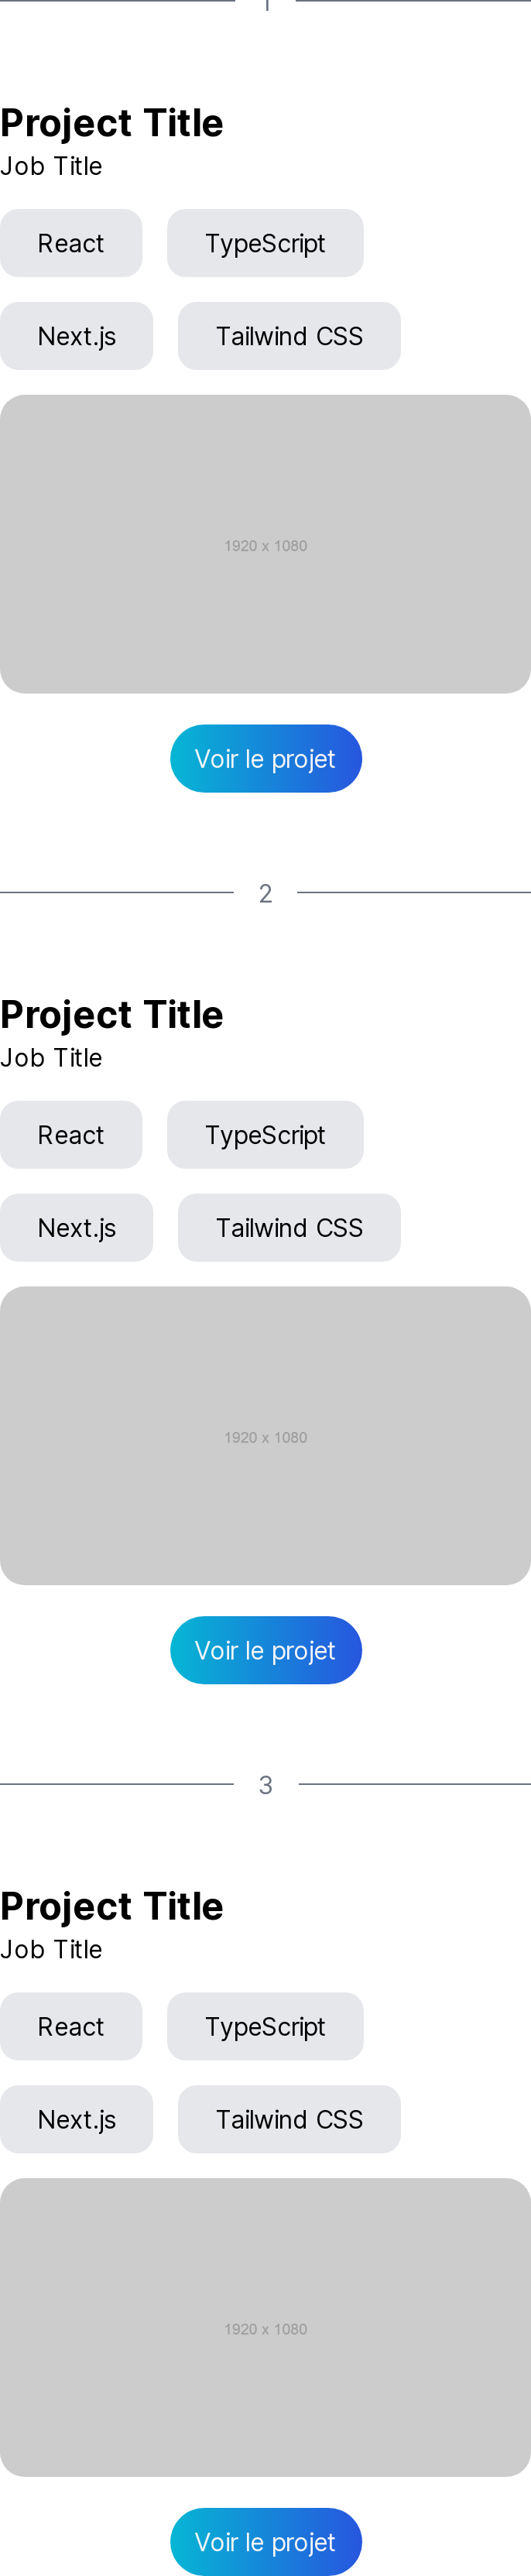 1
Project Title
Job Title
React TypeScript
Next.js Tailwind CSS
1920 x 1080
Voir le projet
2
Project Title
Job Title
React TypeScript
Next.js Tailwind CSS
1920 x 1080
Voir le projet
3
Project Title
Job Title
React TypeScript
Next.js Tailwind CSS
1920 x 1080
Voir le projet